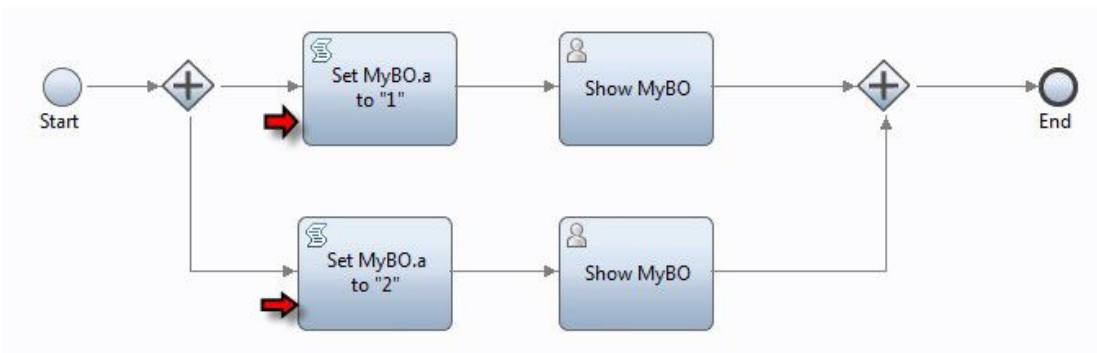 Start
Set MyBO.a
to "1"
Show MyBO
End
Set MyBO.a
to "2"
Show MyBO